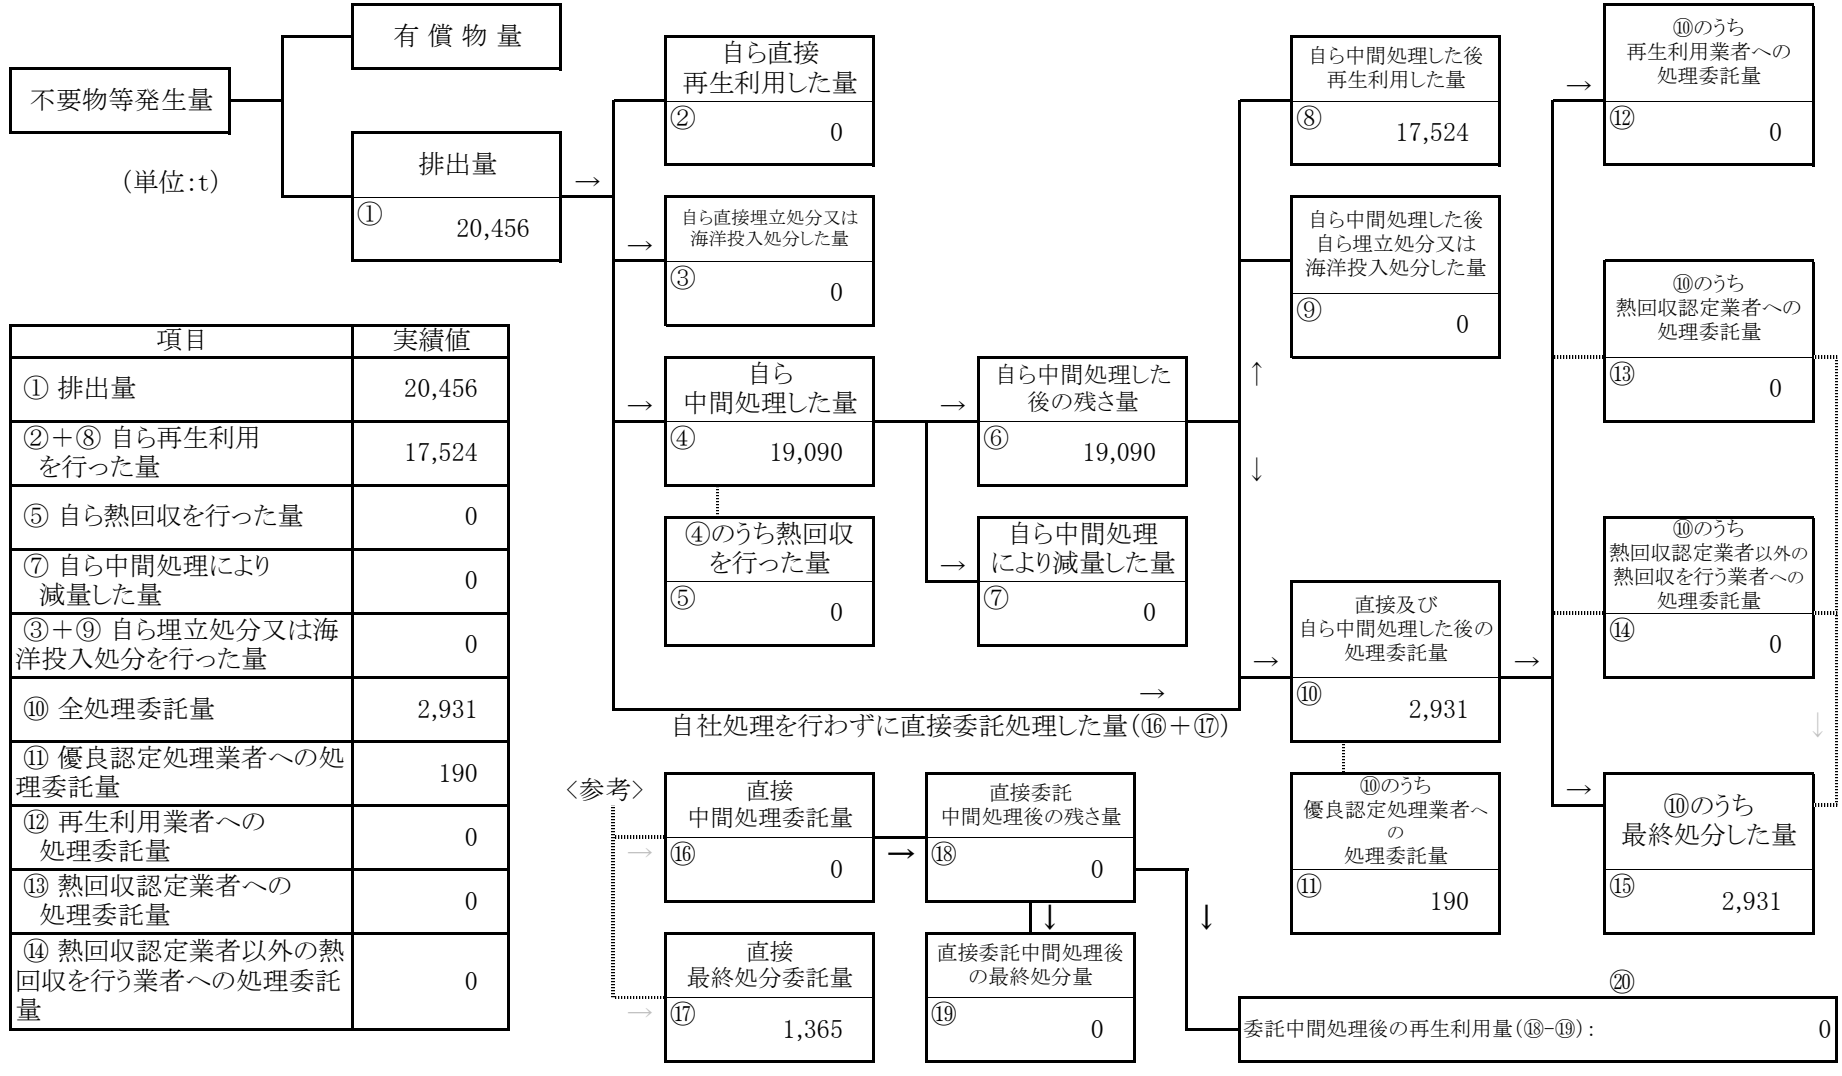 有 償 物 量
不要物等発生量
（単位：t）
排出量
①
20,456
→
自ら直接
再生利用した量
②
0
→
自ら直接埋立処分又は
海洋投入処分した量
③
0
→
自ら
中間処理した量
④
19,090
④のうち熱回収
を行った量
⑤
0
→
自ら中間処理した
後の残さ量
⑥
19,090
→
自ら中間処理
により減量した量
⑦
0
↑
↓
自ら中間処理した後
再生利用した量
⑧
17,524
自ら中間処理した後
自ら埋立処分又は
海洋投入処分した量
⑨
0
→
自社処理を行わずに直接委託処理した量（⑯＋⑰）
→
直接及び
自ら中間処理した後の
処理委託量
⑩
2,931
⑩のうち
優良認定処理業者へ
の
処理委託量
⑪
190
→
→
⑩のうち
再生利用業者への
処理委託量
⑫
0
⑩のうち
熱回収認定業者への
処理委託量
⑬
0
⑩のうち
熱回収認定業者以外の
熱回収を行う業者への
処理委託量
⑭
0
↓
→
⑩のうち
最終処分した量
⑮
2,931
項目 実績値
① 排出量 20,456
②＋⑧ 自ら再生利用
を行った量 17,524
⑤ 自ら熱回収を行った量 0
⑦ 自ら中間処理により
減量した量 0
③＋⑨ 自ら埋立処分又は海
洋投入処分を行った量 0
⑩ 全処理委託量 2,931
⑪ 優良認定処理業者への処
理委託量 190
⑫ 再生利用業者への
処理委託量 0
⑬ 熱回収認定業者への
処理委託量 0
⑭ 熱回収認定業者以外の熱
回収を行う業者への処理委託
量 0
＜参考＞
→
直接
中間処理委託量
⑯
0
→
直接委託
中間処理後の残さ量
⑱
0
↓
↓
→
直接
最終処分委託量
⑰
1,365
直接委託中間処理後
の最終処分量
⑲
0
⑳
委託中間処理後の再生利用量（⑱-⑲）： 0